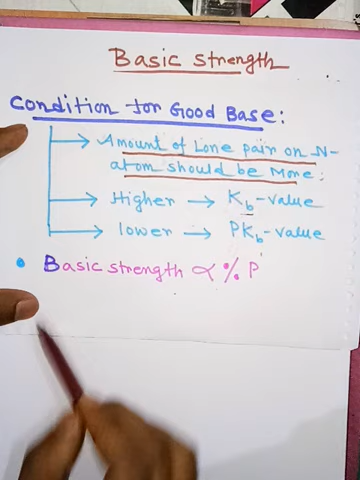 Basic strength
Condition for Good Base:
Amount of Lone pair on N-
atom should be More:
Higher → Kb-value
lower → PKb-value
• Basic strength ∝ % P